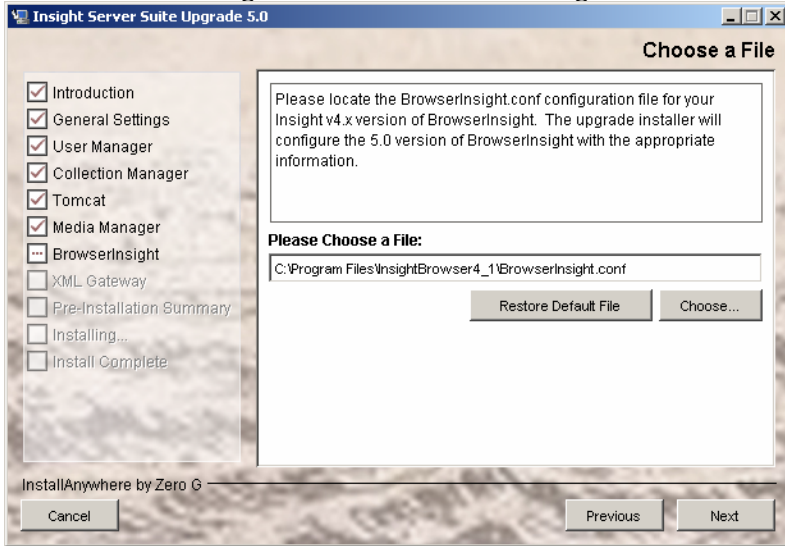 Insight Server Suite Upgrade 5.0
Choose a File
Introduction
General Settings
User Manager
Collection Manager
Tomcat
Media Manager
BrowserInsight
XML Gateway
Pre-Installation Summary
Installing...
Install Complete
Please locate the BrowserInsight.conf configuration file for your
Insight v4.x version of BrowserInsight. The upgrade installer will
configure the 5.0 version of BrowserInsight with the appropriate
information.
Please Choose a File:
C:\Program Files\InsightBrowser4_1\BrowserInsight.conf
Restore Default File Choose...
InstallAnywhere by Zero G
Cancel Previous Next